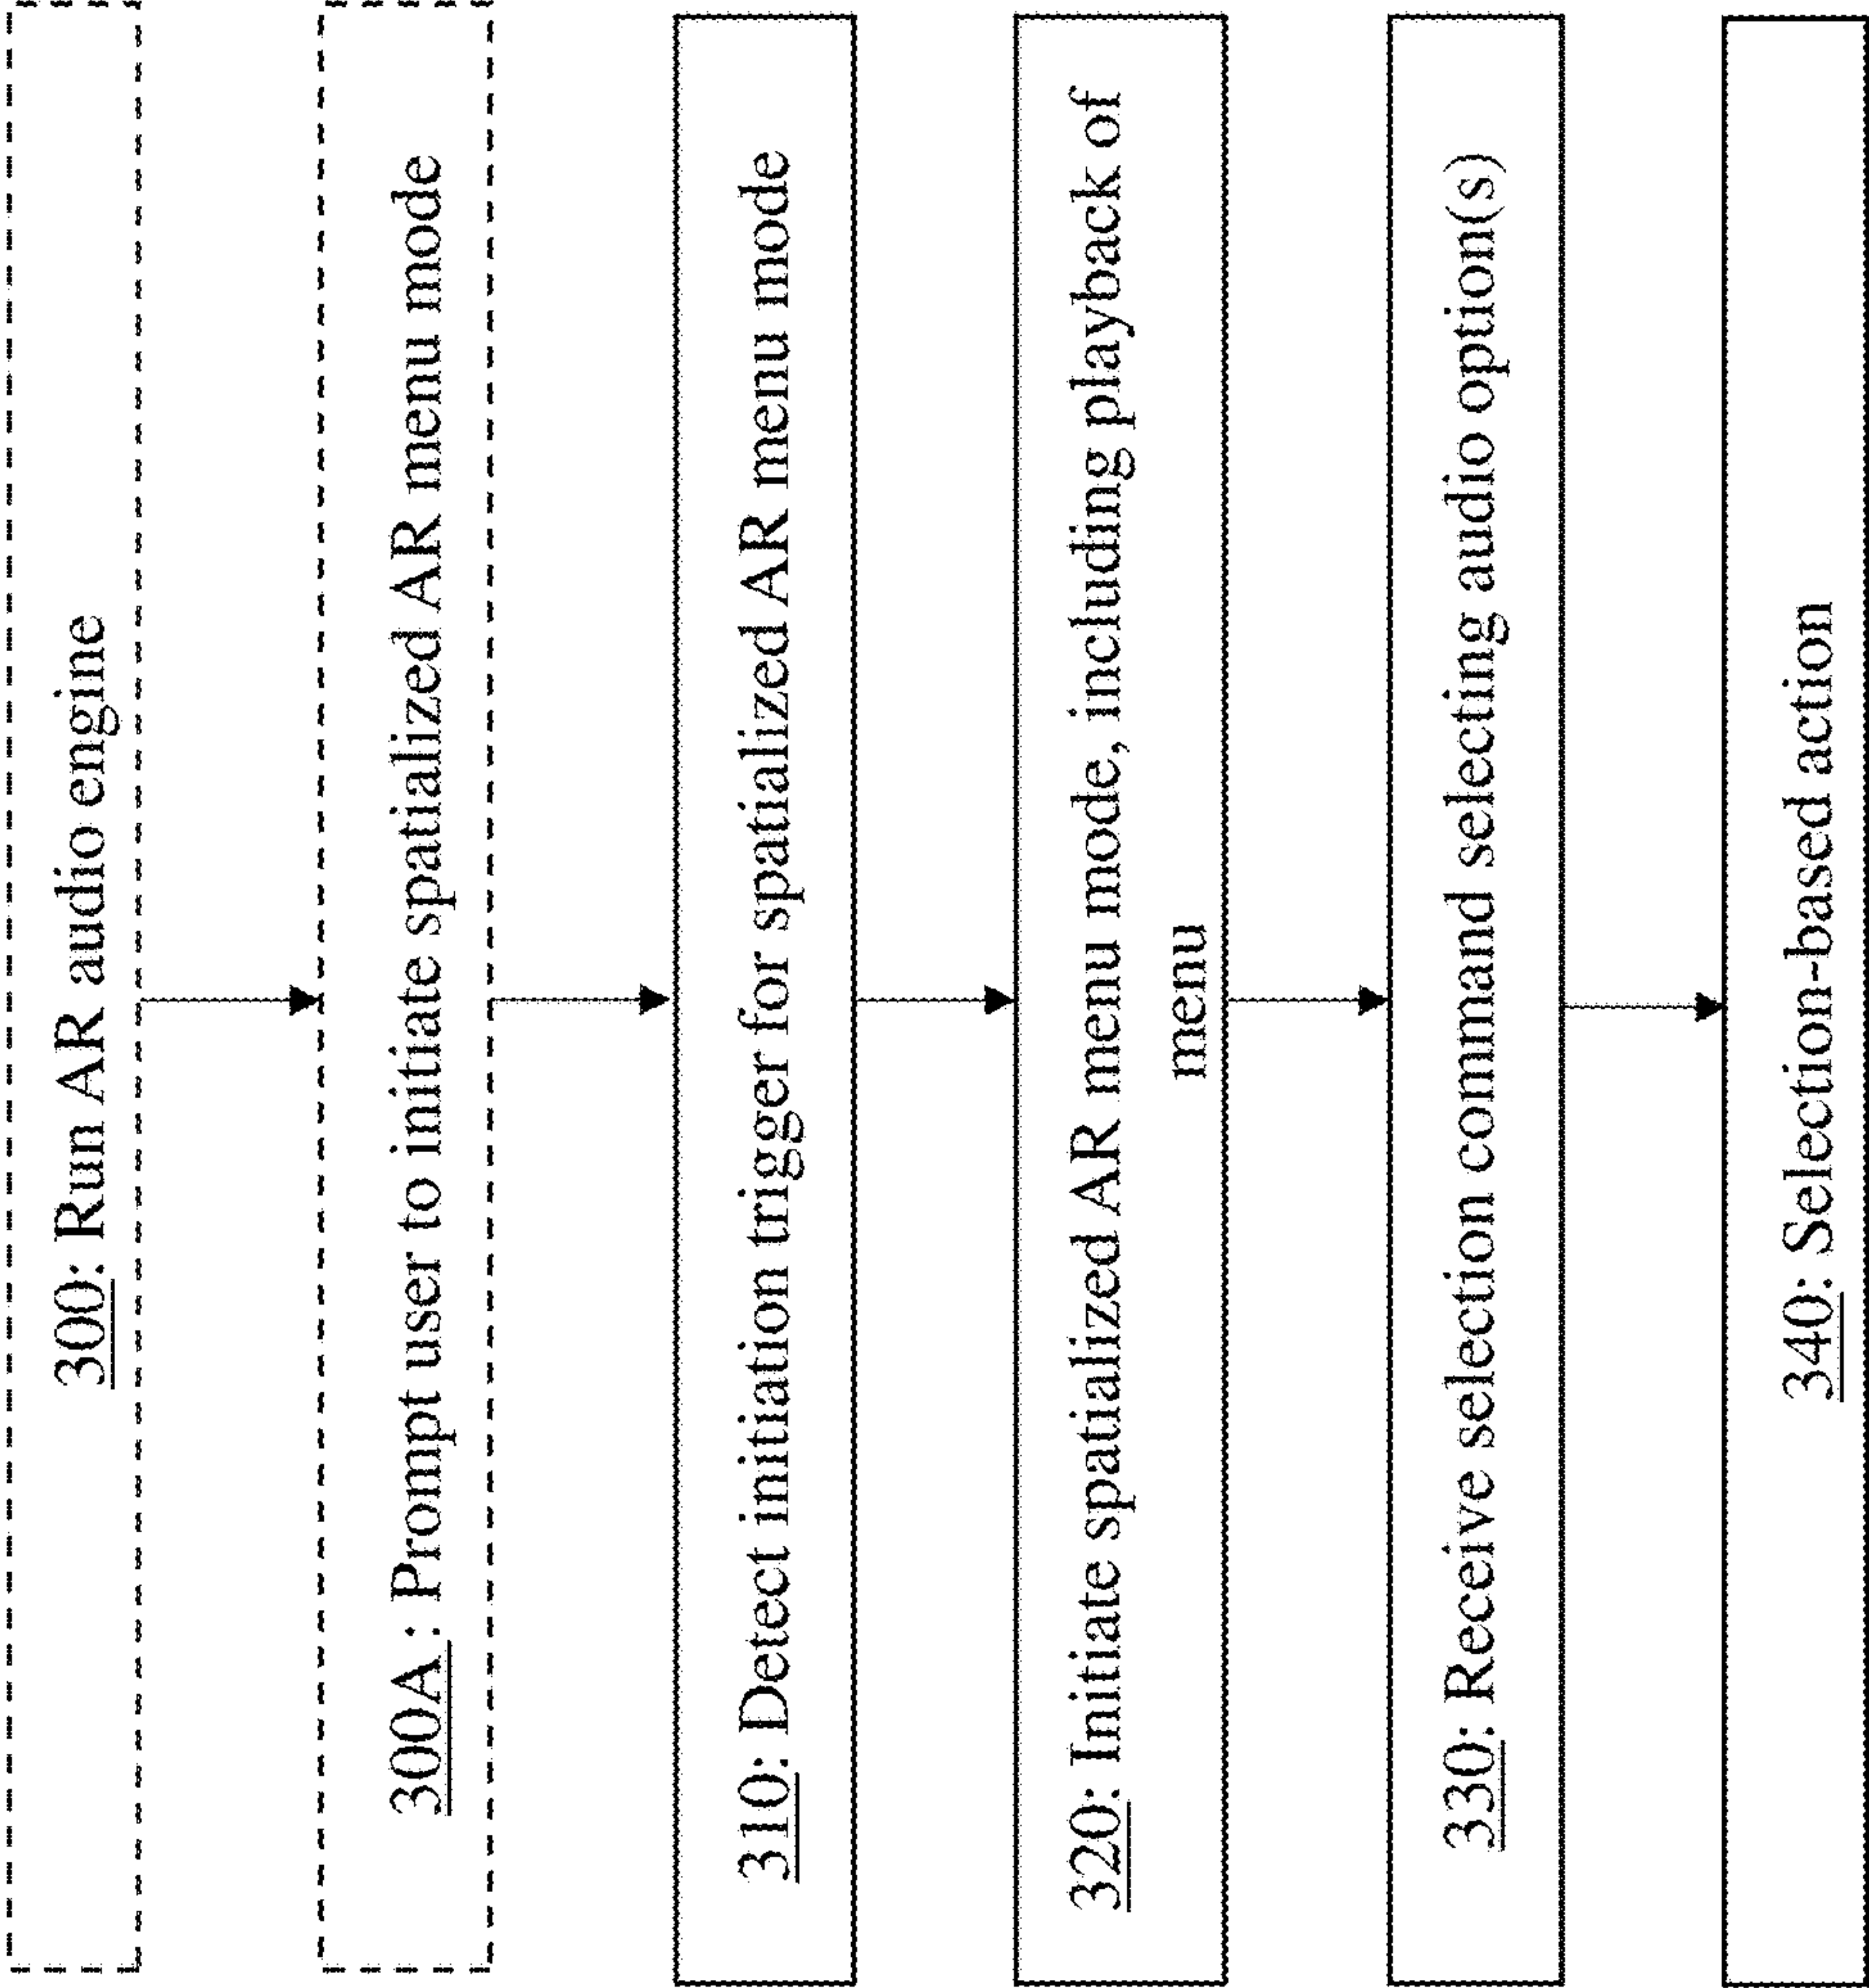 300: Run AR audio engine
300A : Prompt user to initiate spatialized AR menu mode
310: Detect initiation trigger for spatialized AR menu mode
320: Initiate spatialized AR menu mode, including playback of
menu
330: Receive selection command selecting audio option(s)
340: Selection-based action